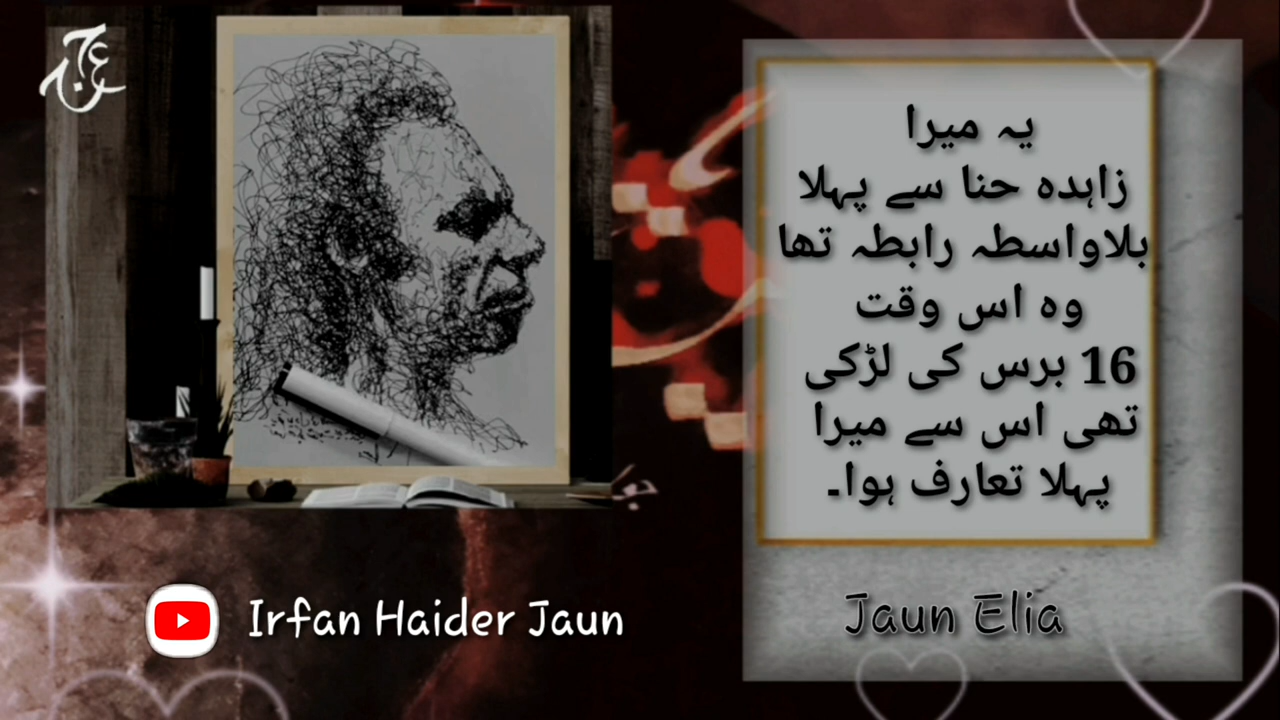 یہ میرا
زاہدہ حنا سے پہلا
بلاواسطہ رابطہ تھا
وہ اس وقت
16 برس کی لڑکی
تھی اس سے میرا
پہلا تعارف ہوا۔
Jaun Elia
Irfan Haider Jaun